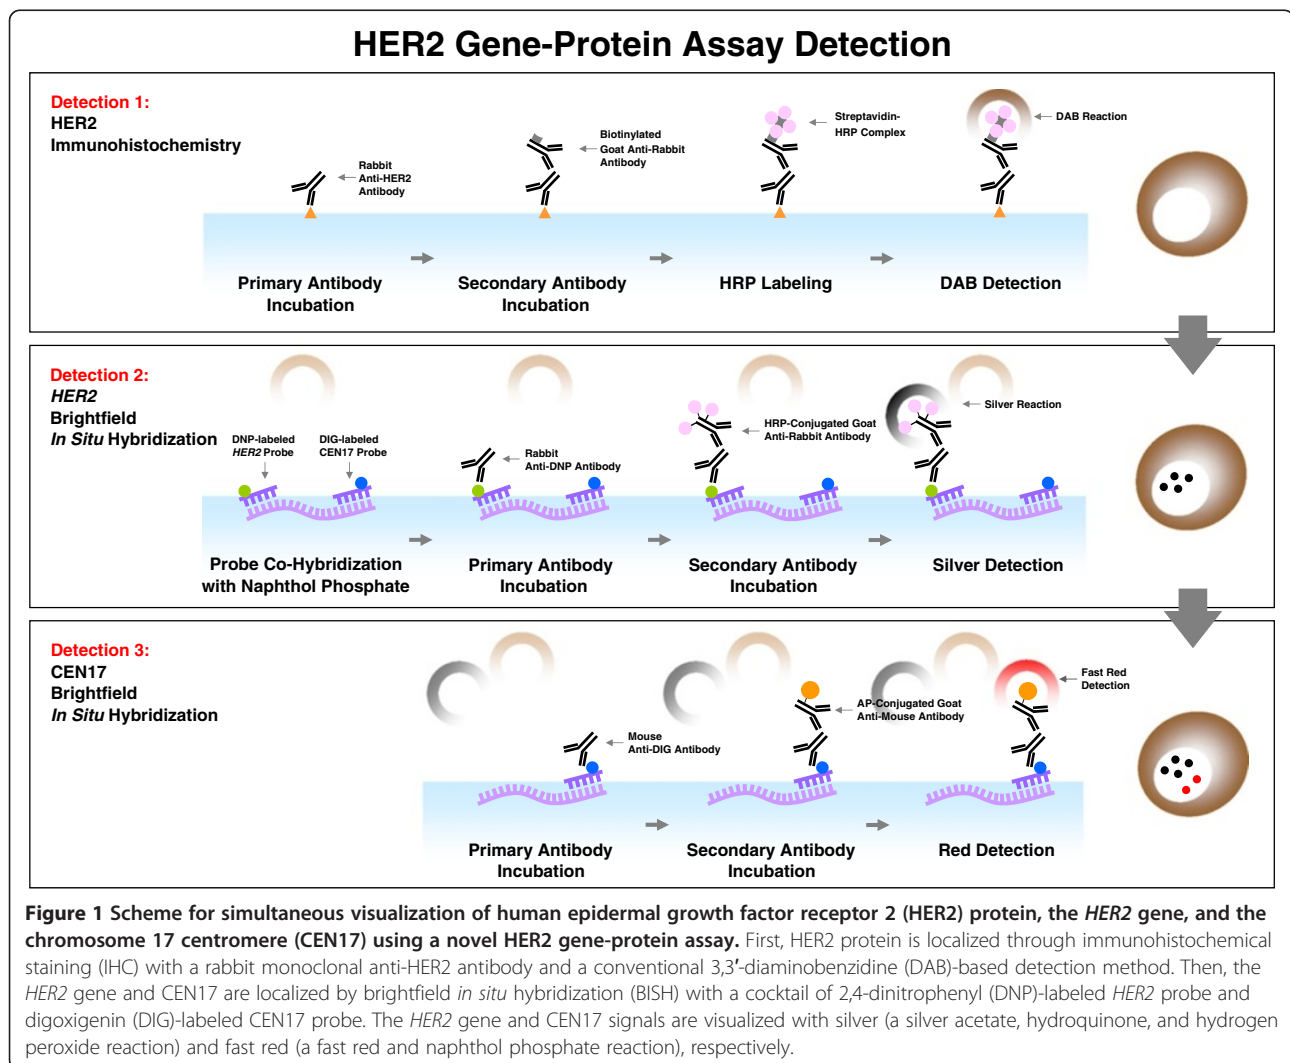 HER2 Gene-Protein Assay Detection
Detection 1:
HER2
Immunohistochemistry
Rabbit
Anti-HER2
Antibody
Biotinylated
Goat Anti-Rabbit
Antibody
Streptavidin-
HRP Complex
DAB Reaction
Primary Antibody
Incubation
Secondary Antibody
Incubation
HRP Labeling
DAB Detection
Detection 2:
HER2
Brightfield
In Situ Hybridization
DNP-labeled
HER2 Probe
DIG-labeled
CEN17 Probe
Rabbit
Anti-DNP Antibody
HRP-Conjugated Goat
Anti-Rabbit Antibody
Silver Reaction
Probe Co-Hybridization
with Naphthol Phosphate
Primary Antibody
Incubation
Secondary Antibody
Incubation
Silver Detection
Detection 3:
CEN17
Brightfield
In Situ Hybridization
Mouse
Anti-DIG Antibody
AP-Conjugated Goat
Anti-Mouse Antibody
Fast Red
Detection
Primary Antibody
Incubation
Secondary Antibody
Incubation
Red Detection
Figure 1 Scheme for simultaneous visualization of human epidermal growth factor receptor 2 (HER2) protein, the HER2 gene, and the
chromosome 17 centromere (CEN17) using a novel HER2 gene-protein assay. First, HER2 protein is localized through immunohistochemical
staining (IHC) with a rabbit monoclonal anti-HER2 antibody and a conventional 3,3′-diaminobenzidine (DAB)-based detection method. Then, the
HER2 gene and CEN17 are localized by brightfield in situ hybridization (BISH) with a cocktail of 2,4-dinitrophenyl (DNP)-labeled HER2 probe and
digoxigenin (DIG)-labeled CEN17 probe. The HER2 gene and CEN17 signals are visualized with silver (a silver acetate, hydroquinone, and hydrogen
peroxide reaction) and fast red (a fast red and naphthol phosphate reaction), respectively.